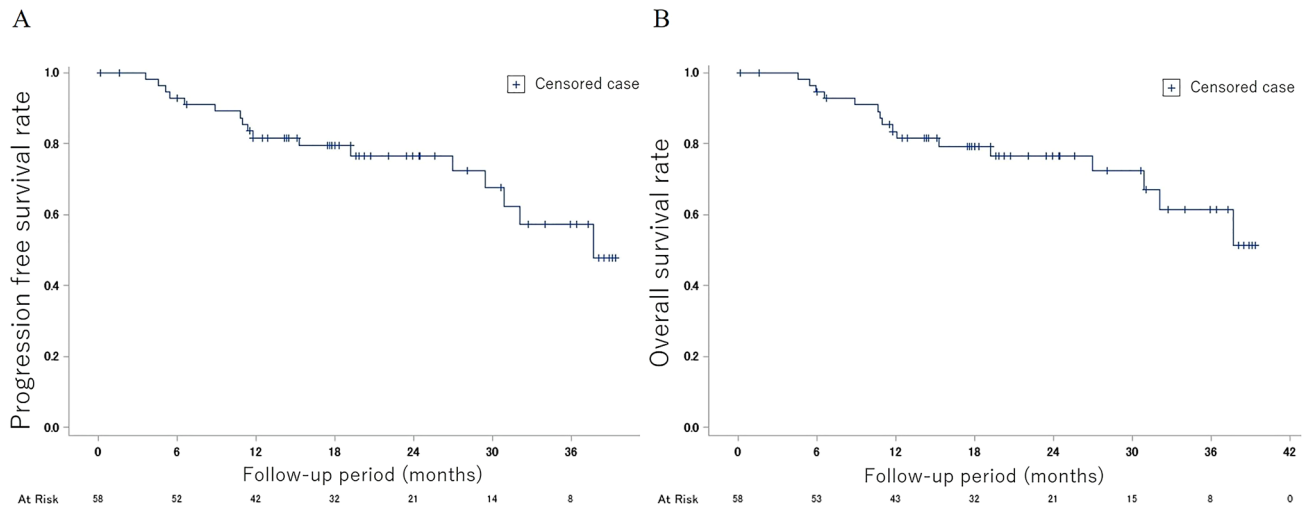 A
Progression free survival rate
1.0
0.8
0.6
0.4
0.2
0.0
Censored case
0 6 12 18 24 30 36
Follow-up period (months)
At Risk 58 52 42 32 21 14 8
B
Overall survival rate
1.0
0.8
0.6
0.4
0.2
0.0
Censored case
0 6 12 18 24 30 36 42
Follow-up period (months)
At Risk 58 53 43 32 21 15 8 0